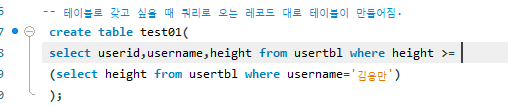 -- 테이블로 갖고 싶을 때 쿼리로 오는 레코드 대로 테이블이 만들어짐.
create table test01(
select userid,username,height from usertbl where height >=
(select height from usertbl where username='김용만')
);